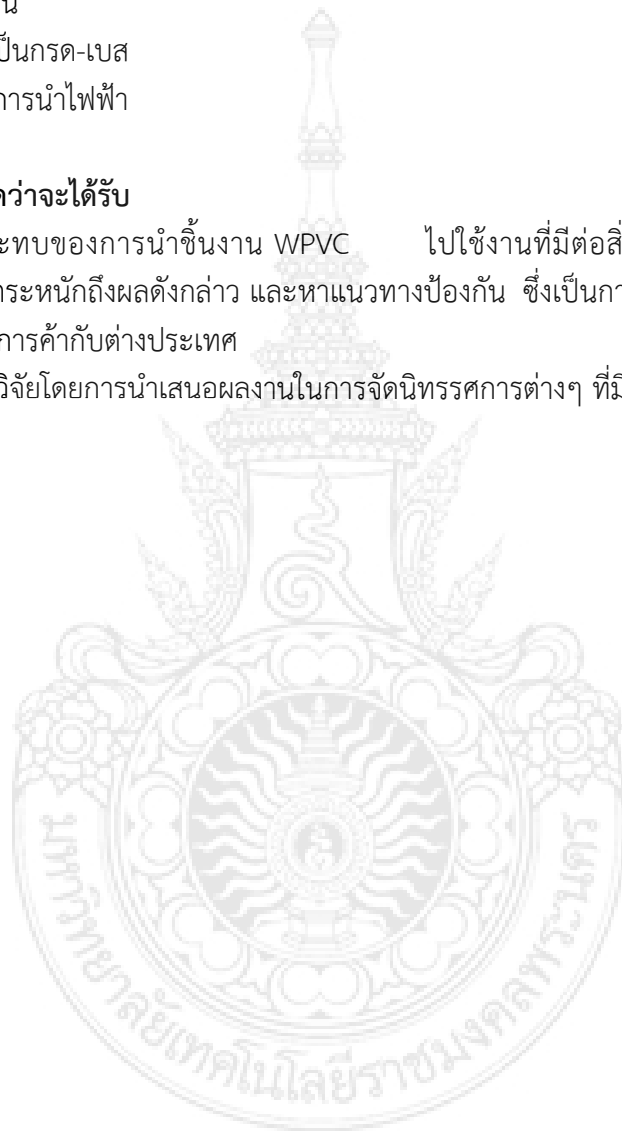 ป็นกรด-เบส
การนำไฟฟ้า
ว่าจะได้รับ
ะทบของการนำชิ้นงาน WPVC ไปใช้งานที่มีต่อสิ่
ระหนักถึงผลดังกล่าว และหาแนวทางป้องกัน ซึ่งเป็นกา
การค้ากับต่างประเทศ
วิจัยโดยการนำเสนอผลงานในการจัดนิทรรศการต่างๆ ที่มี
มหาวิทยาลัยเทคโนโลยีราชมงคลพระนคร